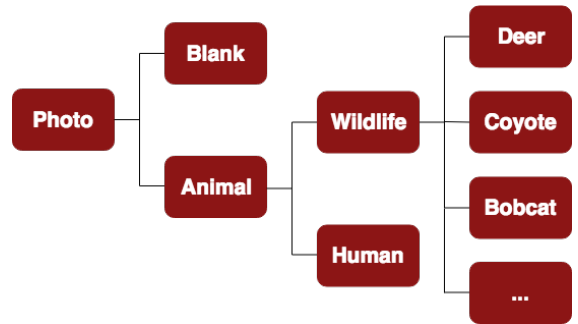 Photo
Blank
Animal
Wildlife
Human
Deer
Coyote
Bobcat
...